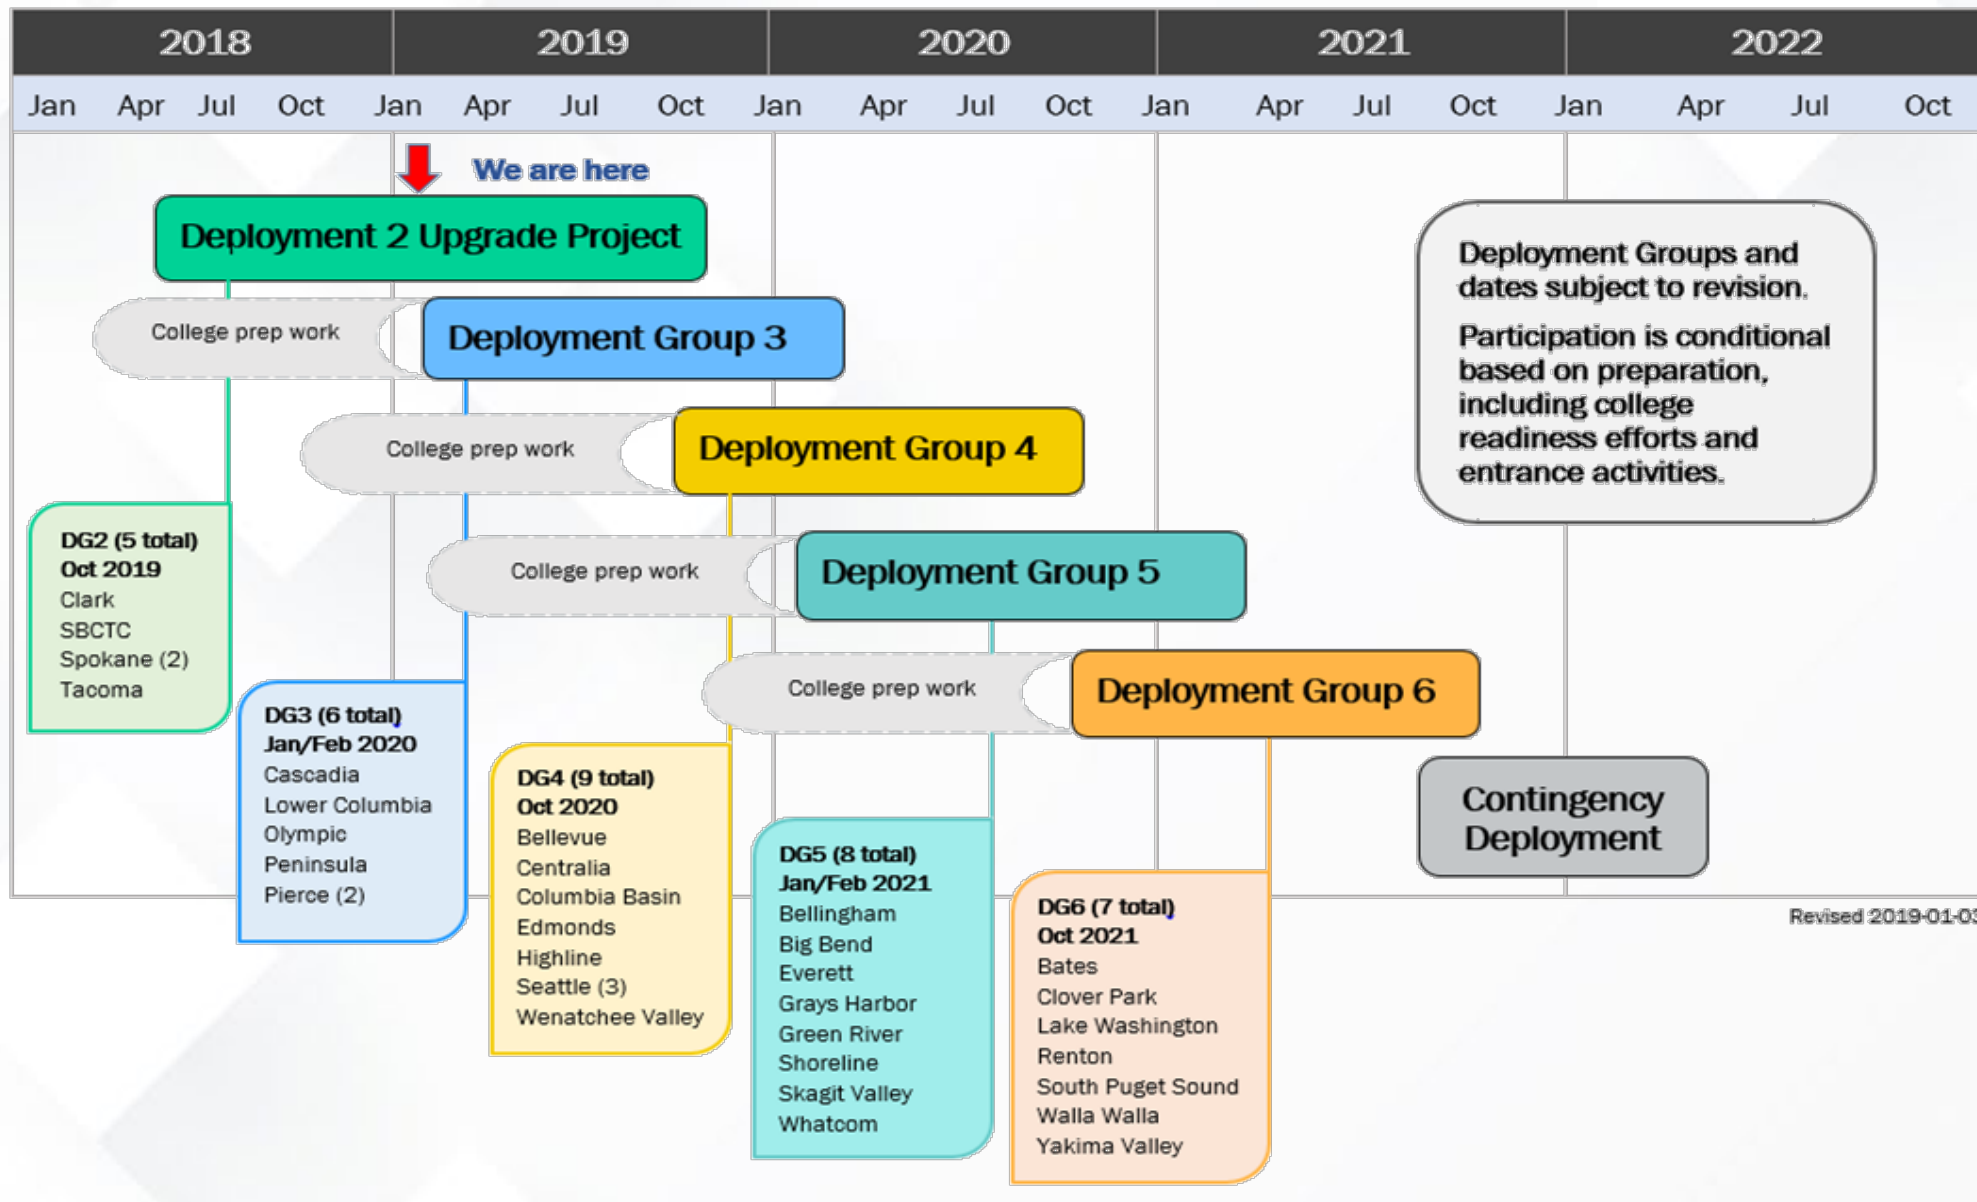 2018 2019 2020 2021 2022
Jan Apr Jul Oct Jan Apr Jul Oct Jan Apr Jul Oct Jan Apr Jul Oct Jan Apr Jul Oct
We are here
Deployment 2 Upgrade Project
College prep work
Deployment Group 3
College prep work
Deployment Group 4
College prep work
Deployment Group 5
College prep work
Deployment Group 6
Contingency
Deployment
Deployment Groups and
dates subject to revision.
Participation is conditional
based on preparation,
including college
readiness efforts and
entrance activities.
DG2 (5 total)
Oct 2019
Clark
SBCTC
Spokane (2)
Tacoma
DG3 (6 total)
Jan/Feb 2020
Cascadia
Lower Columbia
Olympic
Peninsula
Pierce (2)
DG4 (9 total)
Oct 2020
Bellevue
Centralia
Columbia Basin
Edmonds
Highline
Seattle (3)
Wenatchee Valley
DG5 (8 total)
Jan/Feb 2021
Bellingham
Big Bend
Everett
Grays Harbor
Green River
Shoreline
Skagit Valley
Whatcom
DG6 (7 total)
Oct 2021
Bates
Clover Park
Lake Washington
Renton
South Puget Sound
Walla Walla
Yakima Valley
Revised 2019-01-03